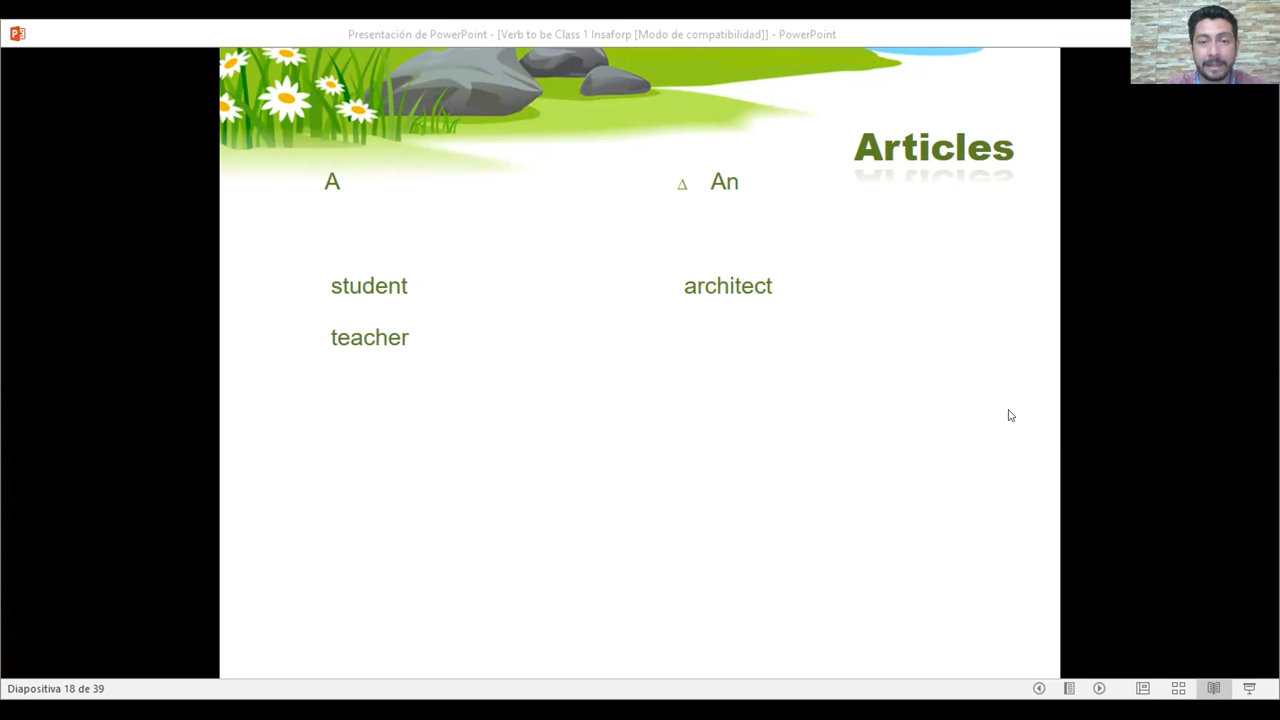 Presentación de PowerPoint - [Verb to be Class 1 Insaforp [Modo de compatibilidad]] - PowerPoint
Articles
A
∆ An
student
architect
teacher
Diapositiva 18 de 39